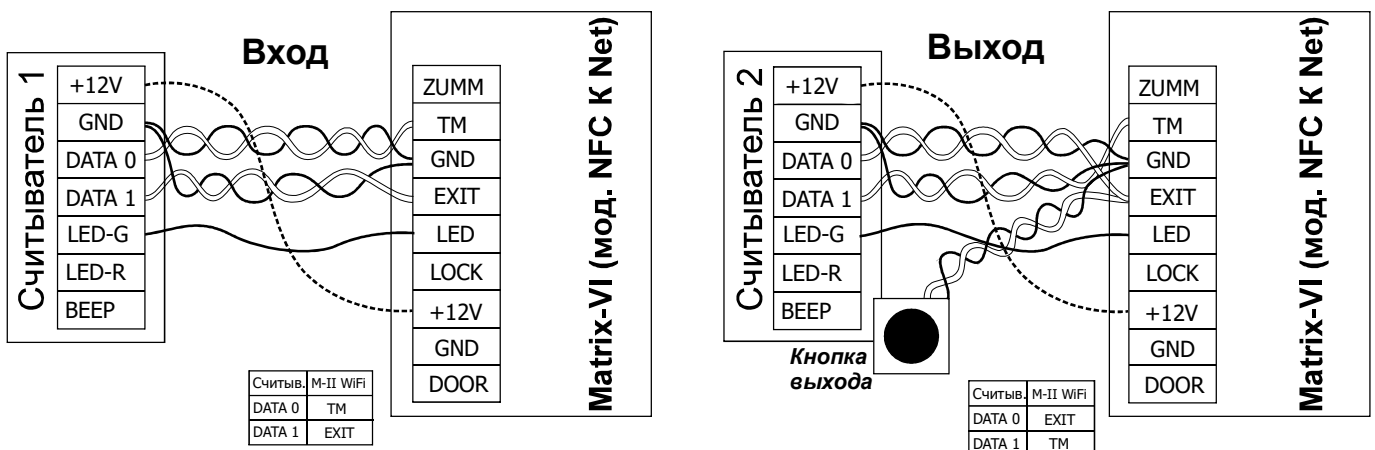 Вход
Считыватель 1
+12V
GND
DATA 0
DATA 1
LED-G
LED-R
BEEP
ZUMM
TM
GND
EXIT
LED
LOCK
+12V
GND
DOOR
Matrix-VI (мод. NFC K Net)
Считыв. M-II WiFi
DATA 0 TM
DATA 1 EXIT
Выход
Считыватель 2
+12V
GND
DATA 0
DATA 1
LED-G
LED-R
BEEP
Кнопка
выхода
ZUMM
TM
GND
EXIT
LED
LOCK
+12V
GND
DOOR
Matrix-VI (мод. NFC K Net)
Считыв. M-II WiFi
DATA 0 EXIT
DATA 1 TM